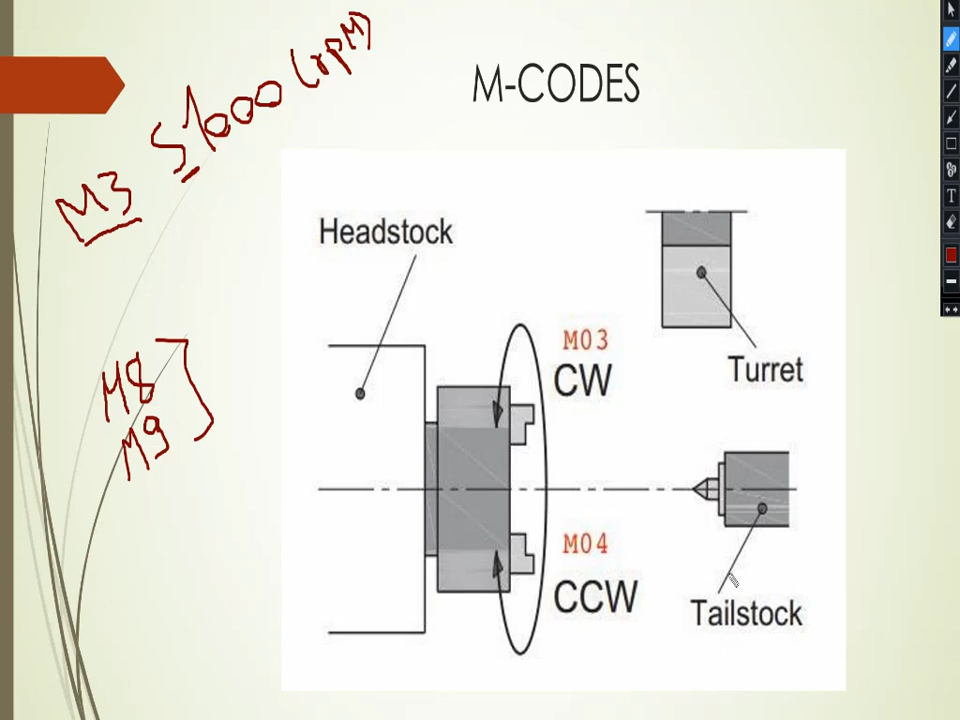 M-CODES
M3 S1000 (rpm)
Headstock
M03
CW
Turret
M8
M9
M04
CCW
Tailstock
T